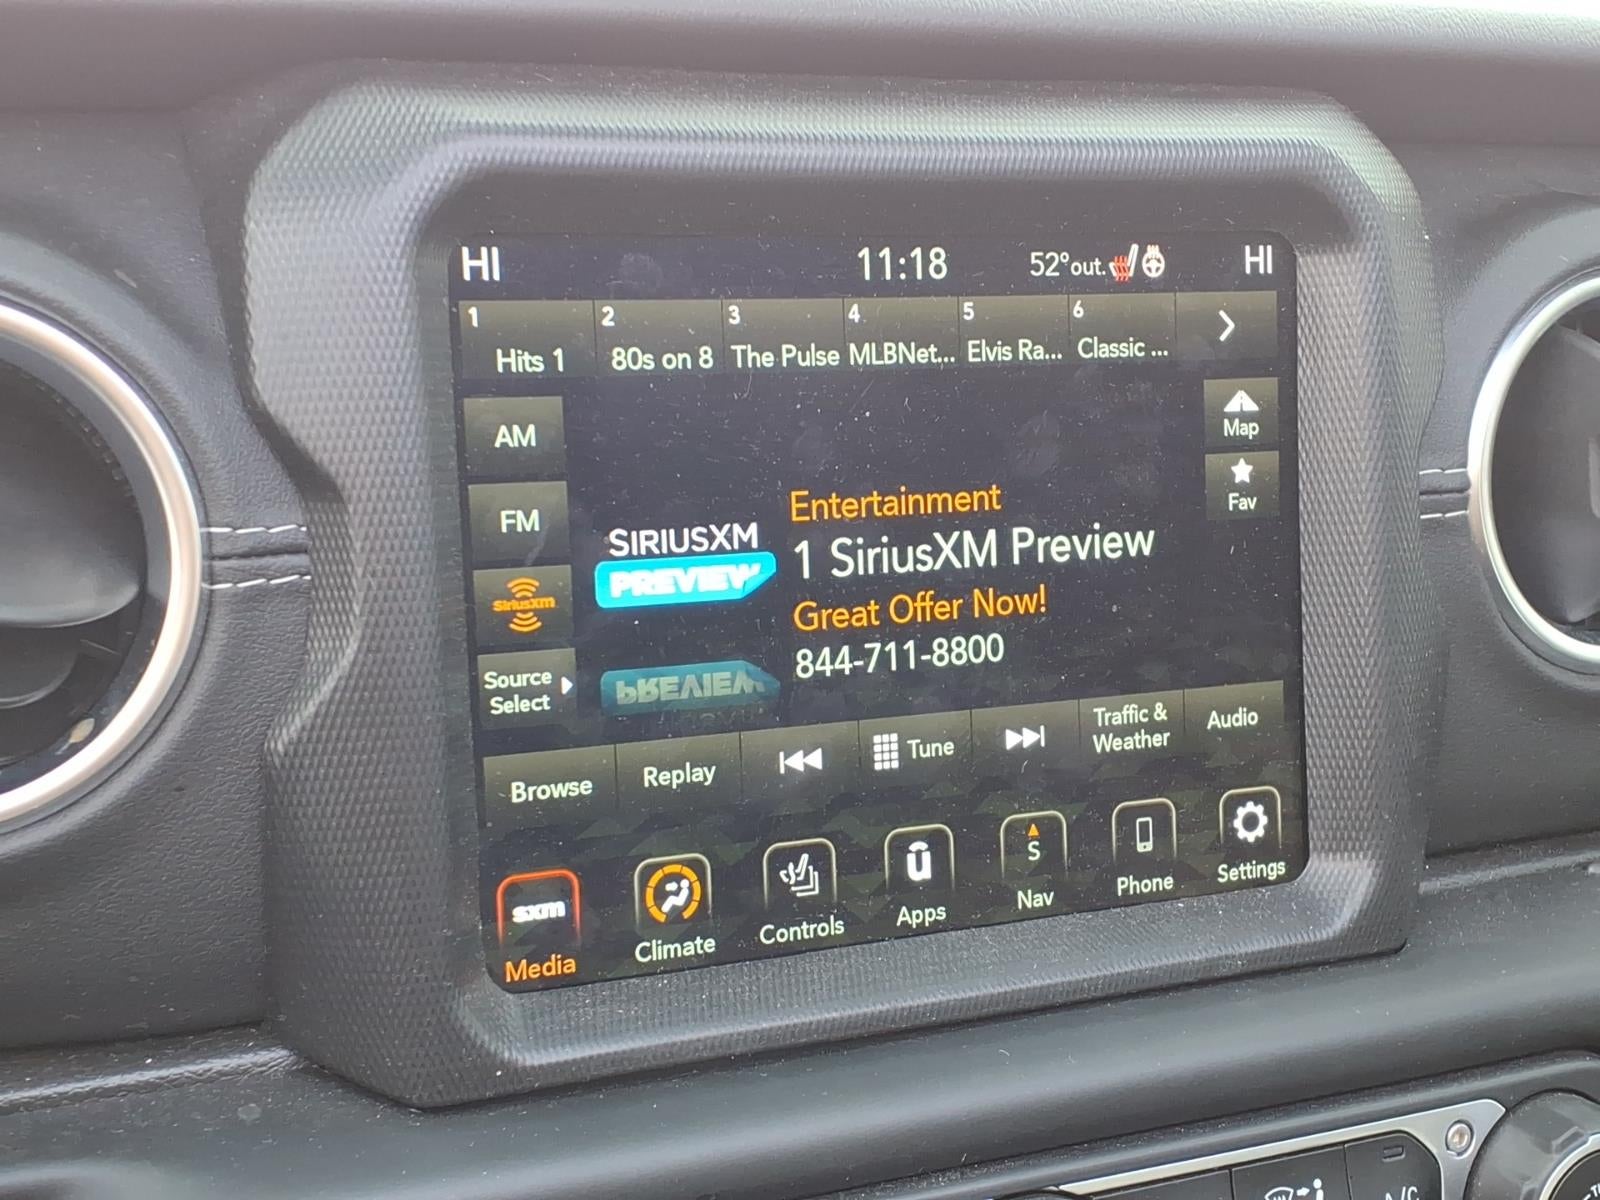 HI 11:18 52°out. HI
1 2 3 4 5 6
Hits 1 80s on 8 The Pulse MLBNet... Elvis Ra... Classic ...
AM
Map
FM
Fav
SIRIUSXM
PREVIEW
Entertainment
1 SiriusXM Preview
Great Offer Now!
844-711-8800
SiriusXM
Source
Select
PREVIEW
Browse Replay Tune Traffic &
Weather Audio
sxm
Media
Climate
Controls
Apps
S
Nav
Phone
Settings
A/C